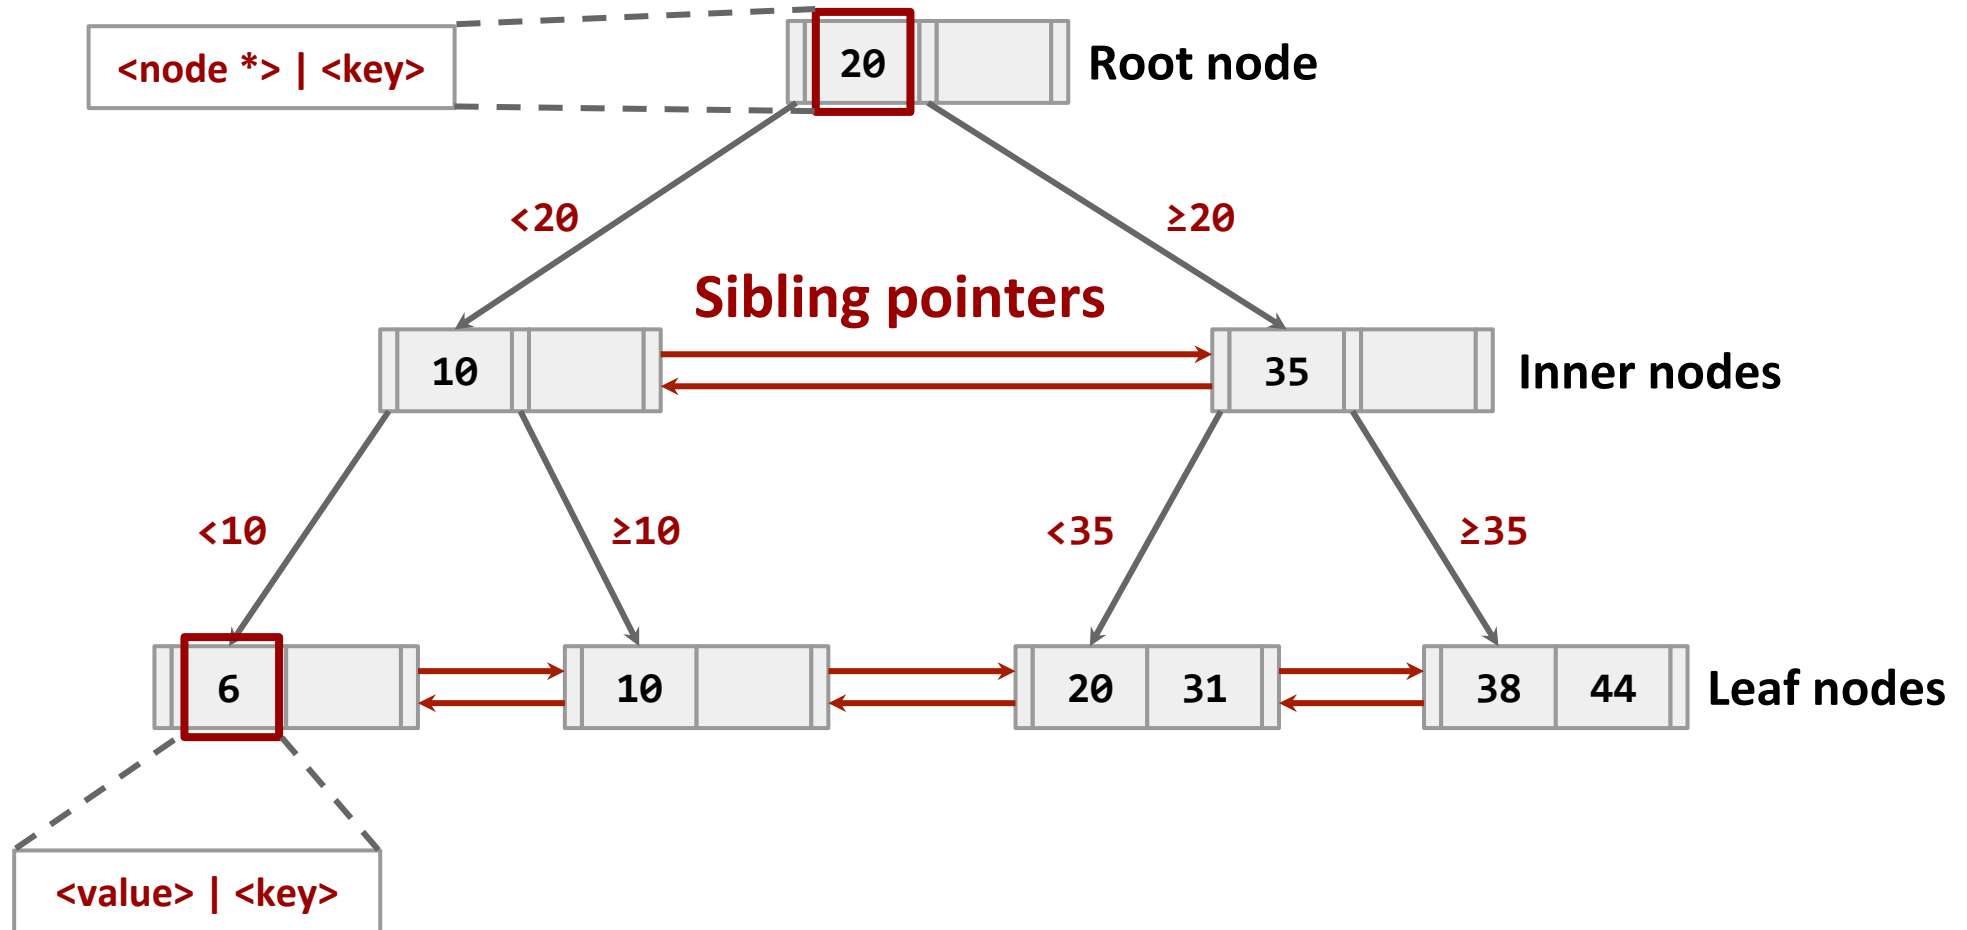 <node *> | <key>
20
Root node
<20
≥20
Sibling pointers
10
35
Inner nodes
<10
≥10
<35
≥35
6
10
20
31
38
44
Leaf nodes
<value> | <key>